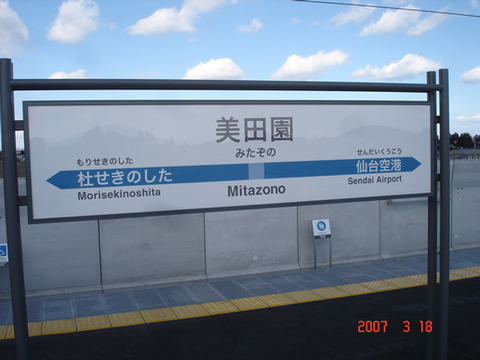 美田園
みたぞの
Mitazono
もりせきのした
杜せきのした
Morisekinoshita
せんだいくうこう
仙台空港
Sendai Airport
2007 3 18